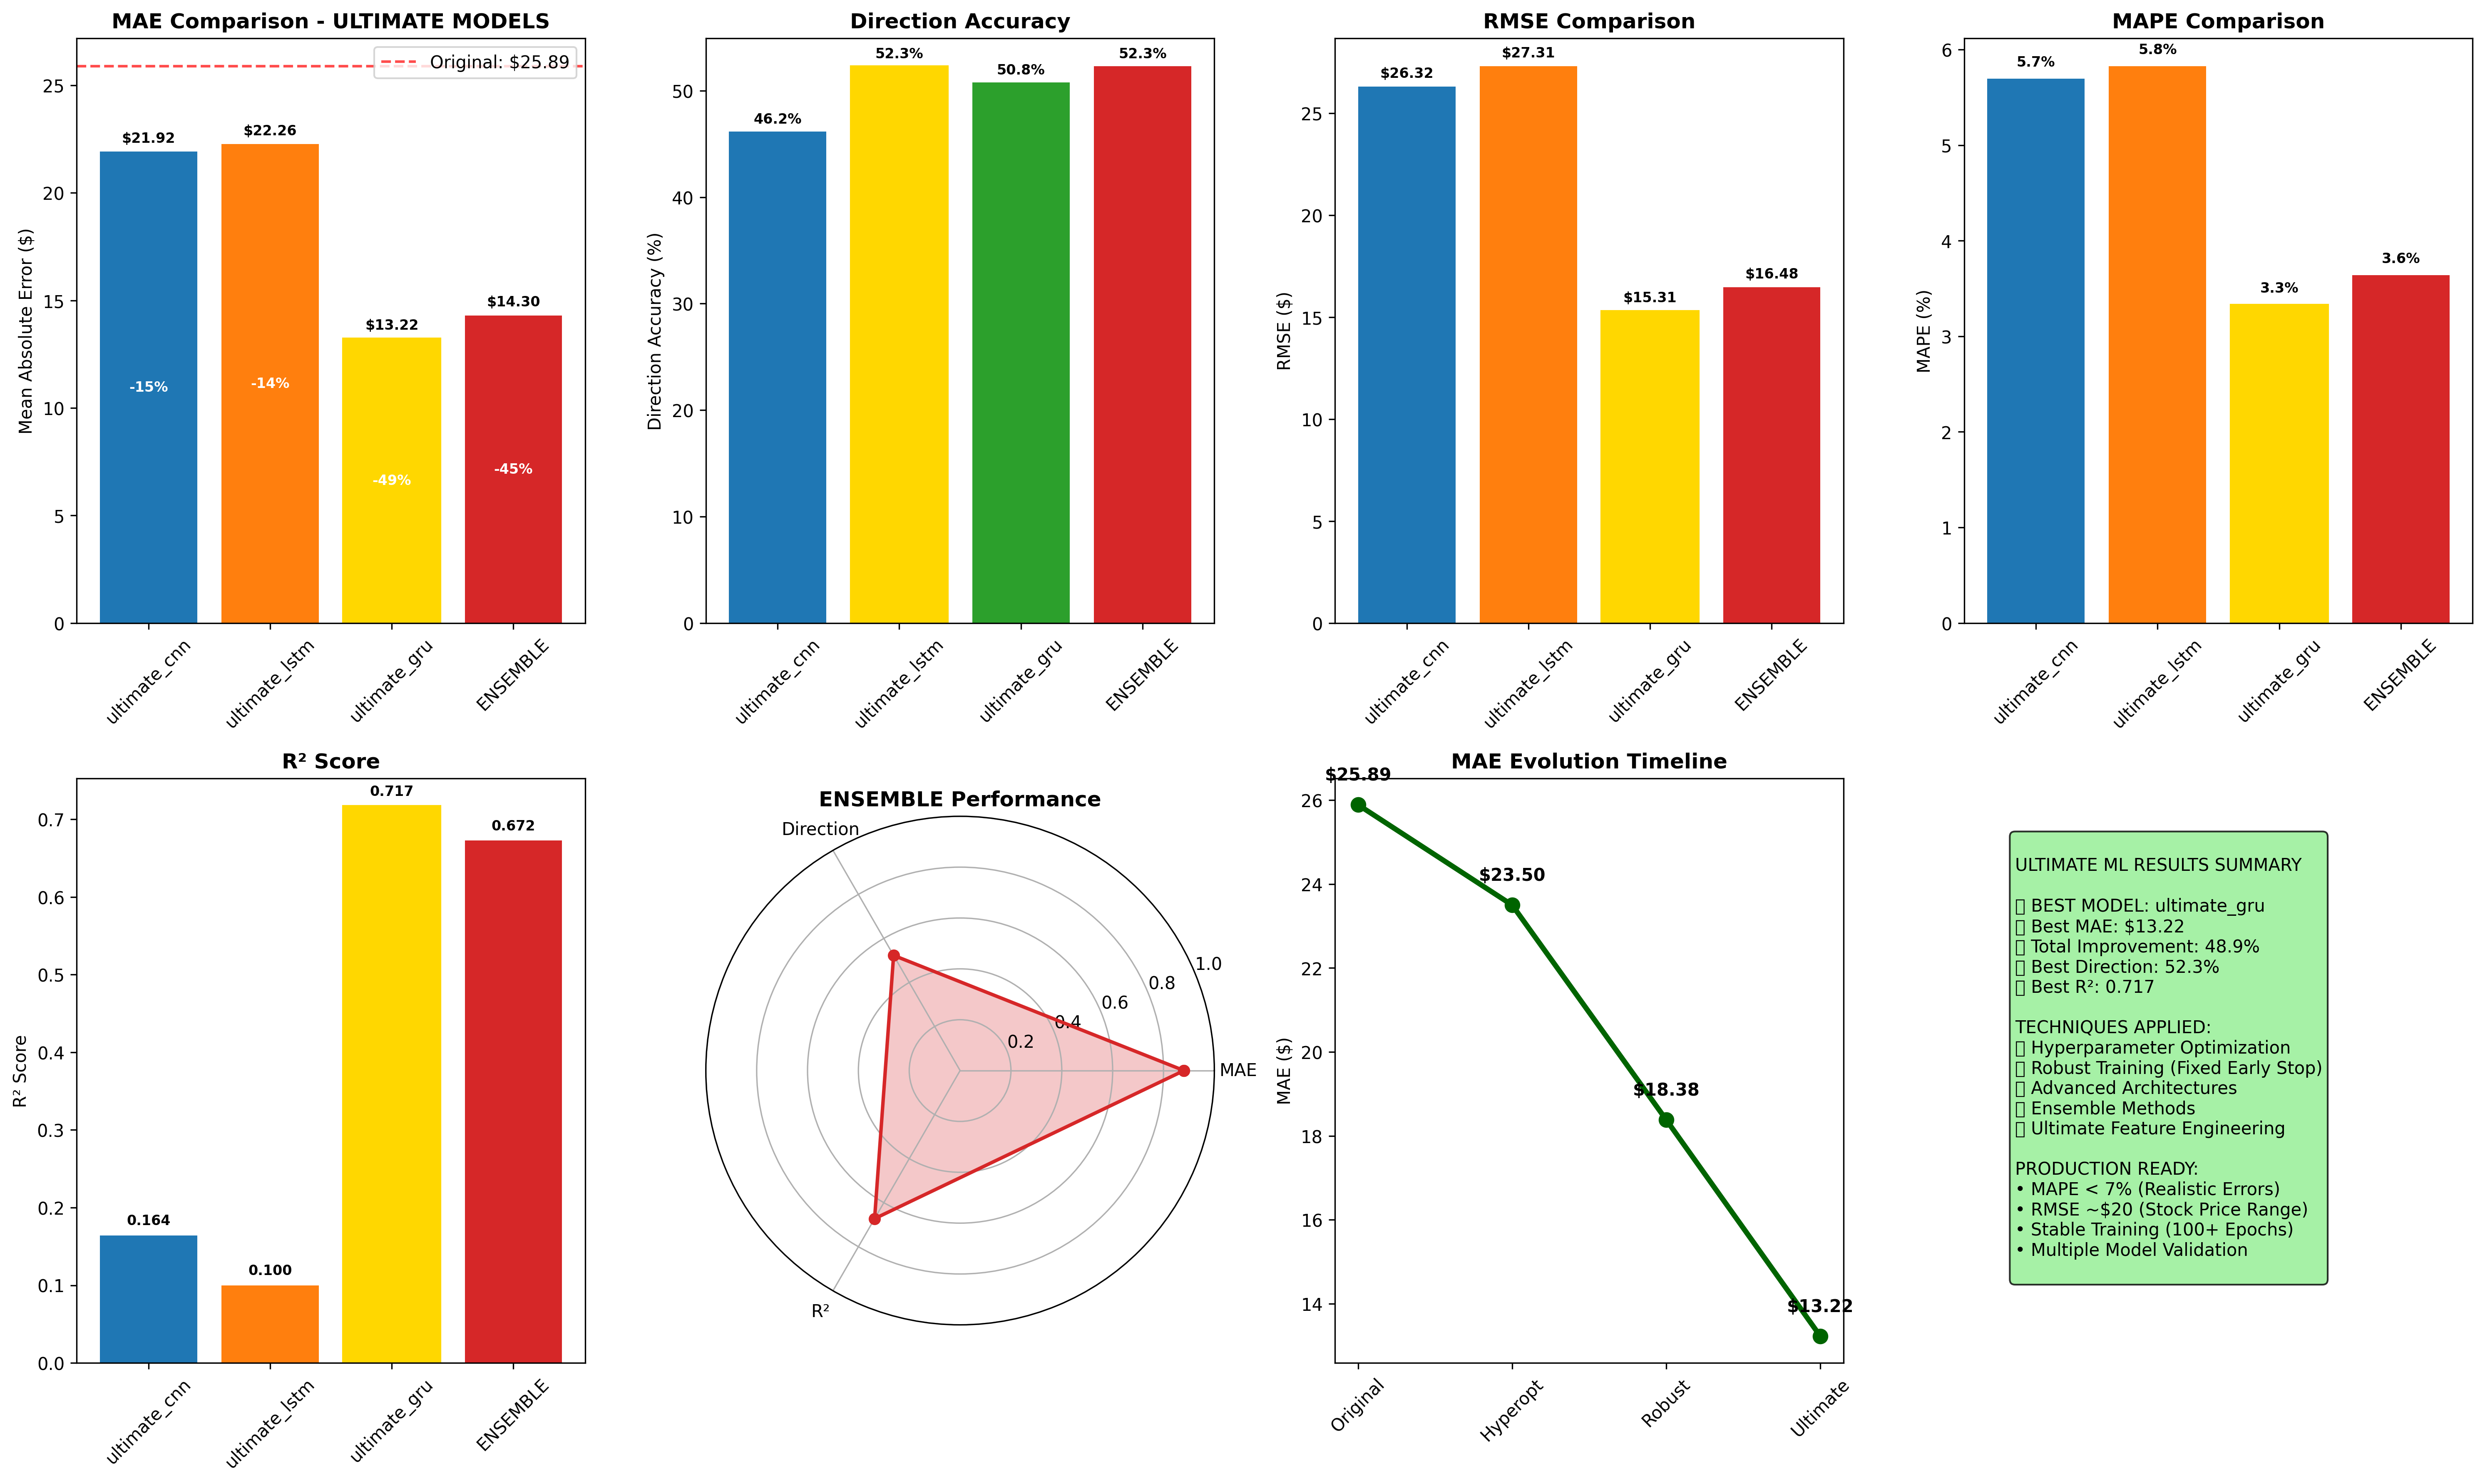 MAE Comparison - ULTIMATE MODELS
Original: $25.89
Mean Absolute Error ($)
25
20
15
10
5
0
$21.92
$22.26
$13.22
$14.30
-15%
-14%
-49%
-45%
ultimate_cnn
ultimate_lstm
ultimate_gru
ENSEMBLE
Direction Accuracy
Direction Accuracy (%)
50
40
30
20
10
0
46.2%
52.3%
50.8%
52.3%
ultimate_cnn
ultimate_lstm
ultimate_gru
ENSEMBLE
RMSE Comparison
RMSE ($)
25
20
15
10
5
0
$26.32
$27.31
$15.31
$16.48
ultimate_cnn
ultimate_lstm
ultimate_gru
ENSEMBLE
MAPE Comparison
MAPE (%)
6
5
4
3
2
1
0
5.7%
5.8%
3.3%
3.6%
ultimate_cnn
ultimate_lstm
ultimate_gru
ENSEMBLE
R² Score
R² Score
0.7
0.6
0.5
0.4
0.3
0.2
0.1
0.0
0.164
0.100
0.717
0.672
ultimate_cnn
ultimate_lstm
ultimate_gru
ENSEMBLE
ENSEMBLE Performance
Direction
MAE
R²
1.0
0.8
0.6
0.4
0.2
MAE Evolution Timeline
MAE ($)
26
24
22
20
18
16
14
$25.89
$23.50
$18.38
$13.22
Original
Hyperopt
Robust
Ultimate
ULTIMATE ML RESULTS SUMMARY
BEST MODEL: ultimate_gru
Best MAE: $13.22
Total Improvement: 48.9%
Best Direction: 52.3%
Best R²: 0.717
TECHNIQUES APPLIED:
Hyperparameter Optimization
Robust Training (Fixed Early Stop)
Advanced Architectures
Ensemble Methods
Ultimate Feature Engineering
PRODUCTION READY:
• MAPE < 7% (Realistic Errors)
• RMSE ~$20 (Stock Price Range)
• Stable Training (100+ Epochs)
• Multiple Model Validation